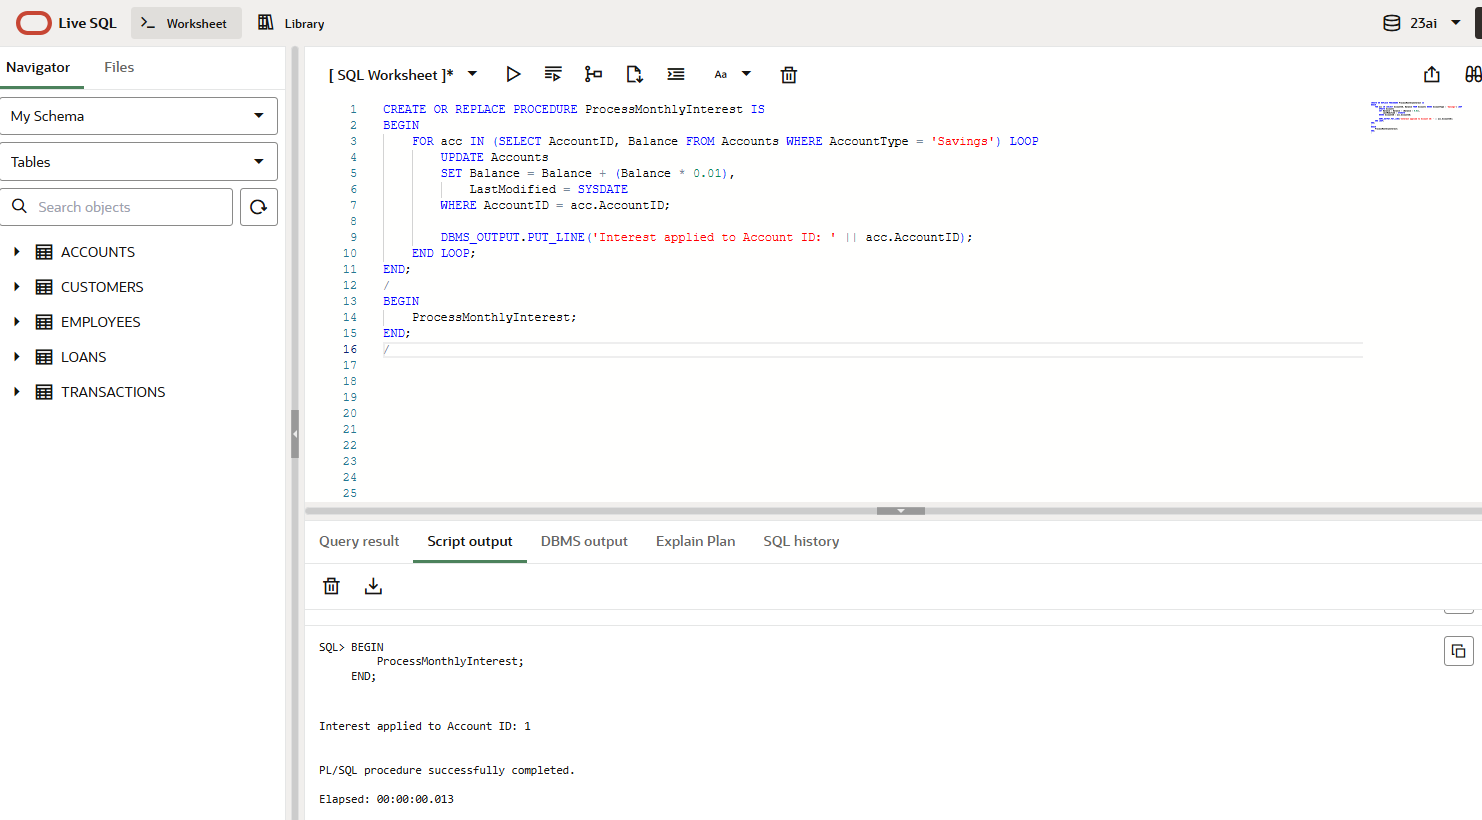 Live SQL
Worksheet
Library
23ai
Navigator
Files
My Schema
Tables
Search objects
ACCOUNTS
CUSTOMERS
EMPLOYEES
LOANS
TRANSACTIONS
[ SQL Worksheet ]*
Aa
1 CREATE OR REPLACE PROCEDURE ProcessMonthlyInterest IS
2 BEGIN
3 FOR acc IN (SELECT AccountID, Balance FROM Accounts WHERE AccountType = 'Savings') LOOP
4 UPDATE Accounts
5 SET Balance = Balance + (Balance * 0.01),
6 LastModified = SYSDATE
7 WHERE AccountID = acc.AccountID;
8
9 DBMS_OUTPUT.PUT_LINE('Interest applied to Account ID: ' || acc.AccountID);
10 END LOOP;
11 END;
12 /
13 BEGIN
14 ProcessMonthlyInterest;
15 END;
16 /
17
18
19
20
21
22
23
24
25
Query result
Script output
DBMS output
Explain Plan
SQL history
SQL> BEGIN
ProcessMonthlyInterest;
END;
Interest applied to Account ID: 1
PL/SQL procedure successfully completed.
Elapsed: 00:00:00.013